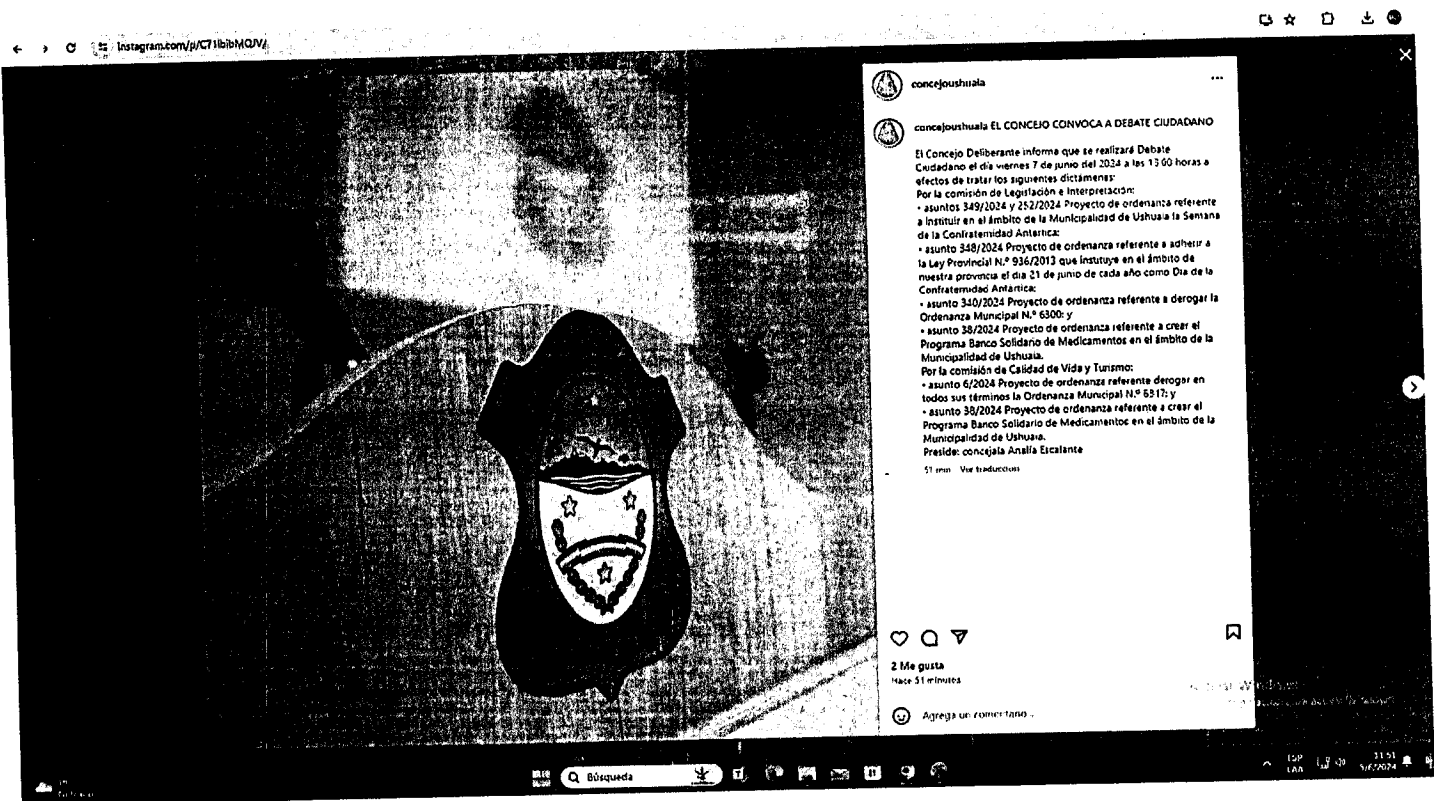 Instagram.com/p/
concejoushuaia
concejoushuaia EL CONCEJO CONVOCA A DEBATE CIUDADANO
El Concejo Deliberante informa que se realizará Debate
Ciudadano el día viernes 7 de junio del 2024 a las 13:00 horas a
efectos de tratar los siguientes dictámenes:
Por la comisión de Legislación e Interpretación:
• asuntos 349/2024 y 252/2024 Proyecto de ordenanza referente
a Instituir en el ámbito de la Municipalidad de Ushuaia la Semana
de la Confraternidad Antártica;
• asunto 348/2024 Proyecto de ordenanza referente a adherir a
la Ley Provincial N.º 936/2013 que instituye en el ámbito de
nuestra provincia el día 21 de junio de cada año como Día de la
Confraternidad Antártica;
• asunto 340/2024 Proyecto de ordenanza referente a derogar la
Ordenanza Municipal N.º 6300; y
• asunto 38/2024 Proyecto de ordenanza referente a crear el
Programa Banco Solidario de Medicamentos en el ámbito de la
Municipalidad de Ushuaia.
Por la comisión de Calidad de Vida y Turismo:
• asunto 6/2024 Proyecto de ordenanza referente derogar en
todos sus términos la Ordenanza Municipal N.º 6317; y
• asunto 38/2024 Proyecto de ordenanza referente a crear el
Programa Banco Solidario de Medicamentos en el ámbito de la
Municipalidad de Ushuaia.
Preside: concejala Analía Escalante
51 min Ver traducción
2 Me gusta
Hace 51 minutos
Agrega un comentario...
Búsqueda
ESP
LAA
11:51
5/6/2024